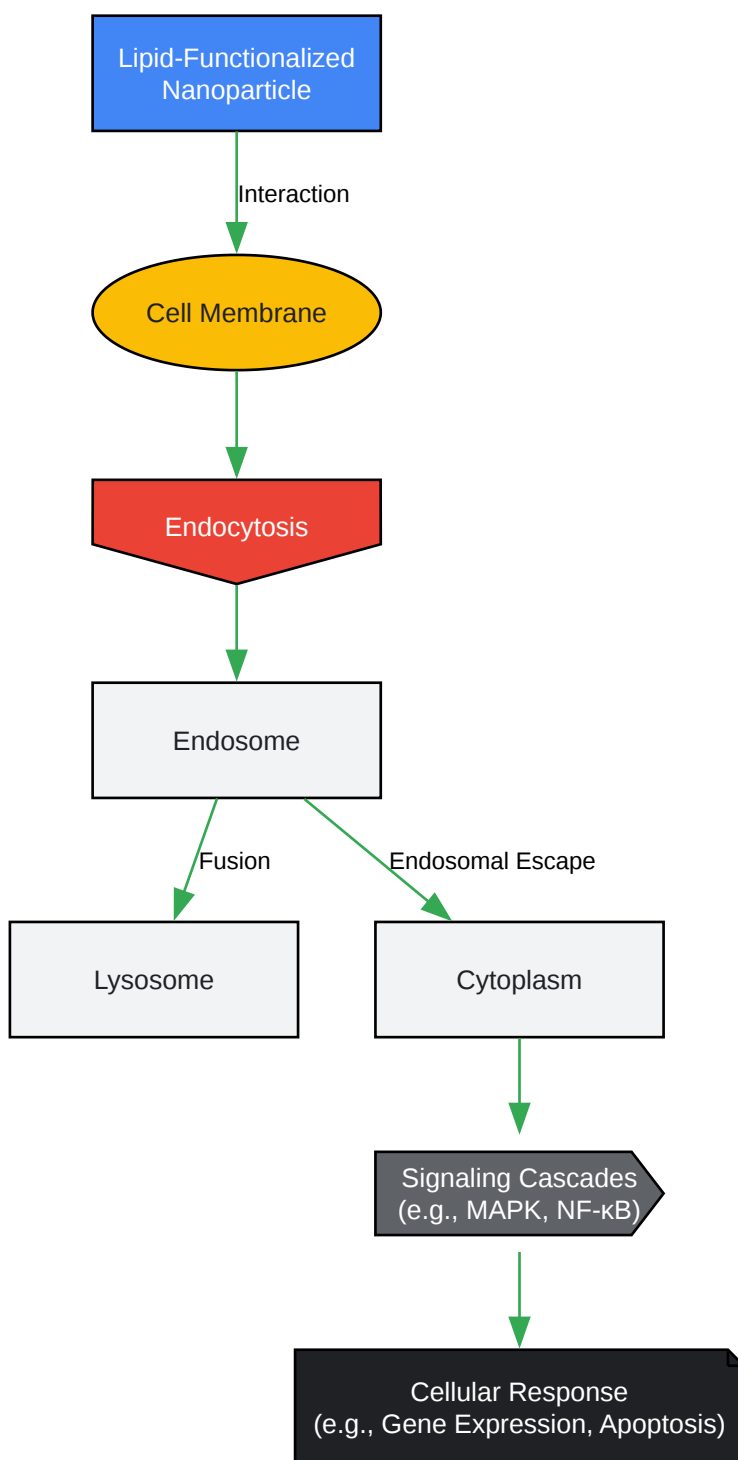 Lipid-Functionalized
Nanoparticle
Interaction
Cell Membrane
Endocytosis
Endosome
Fusion
Endosomal Escape
Lysosome
Cytoplasm
Signaling Cascades
(e.g., MAPK, NF-κB)
Cellular Response
(e.g., Gene Expression, Apoptosis)